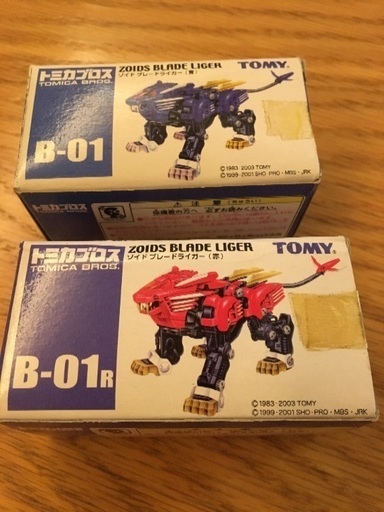 トミカブロス
TOMICA BROS.
B-01
ZOIDS BLADE LIGER
ゾイド ブレードライガー（青）
TOMY
©1983 2003 TOMY
©1999-2001 SHO·PRO·MBS·JRK
トミカブロス
TOMICA BROS.
B-01R
ZOIDS BLADE LIGER
ゾイド ブレードライガー（赤）
TOMY
©1983 · 2003 TOMY
©1999 - 2001 SHO · PRO · MBS · JRK